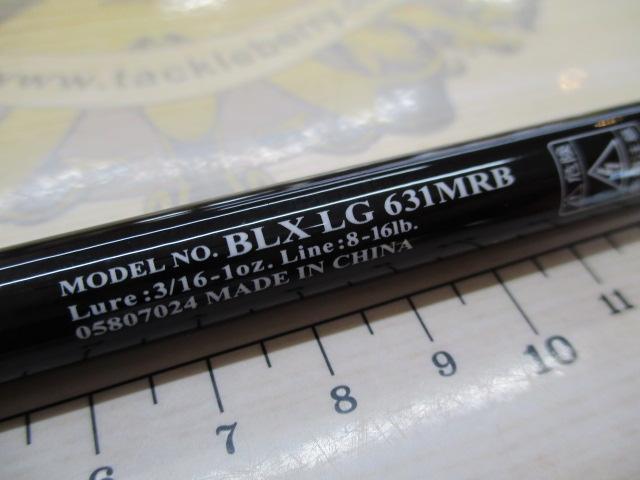 www.tackleberry
MODEL NO. BLX LG 631MRB
Lure:3/16-1oz. Line:8-16lb.
05807024 MADE IN CHINA
6 7 8 9 10 11